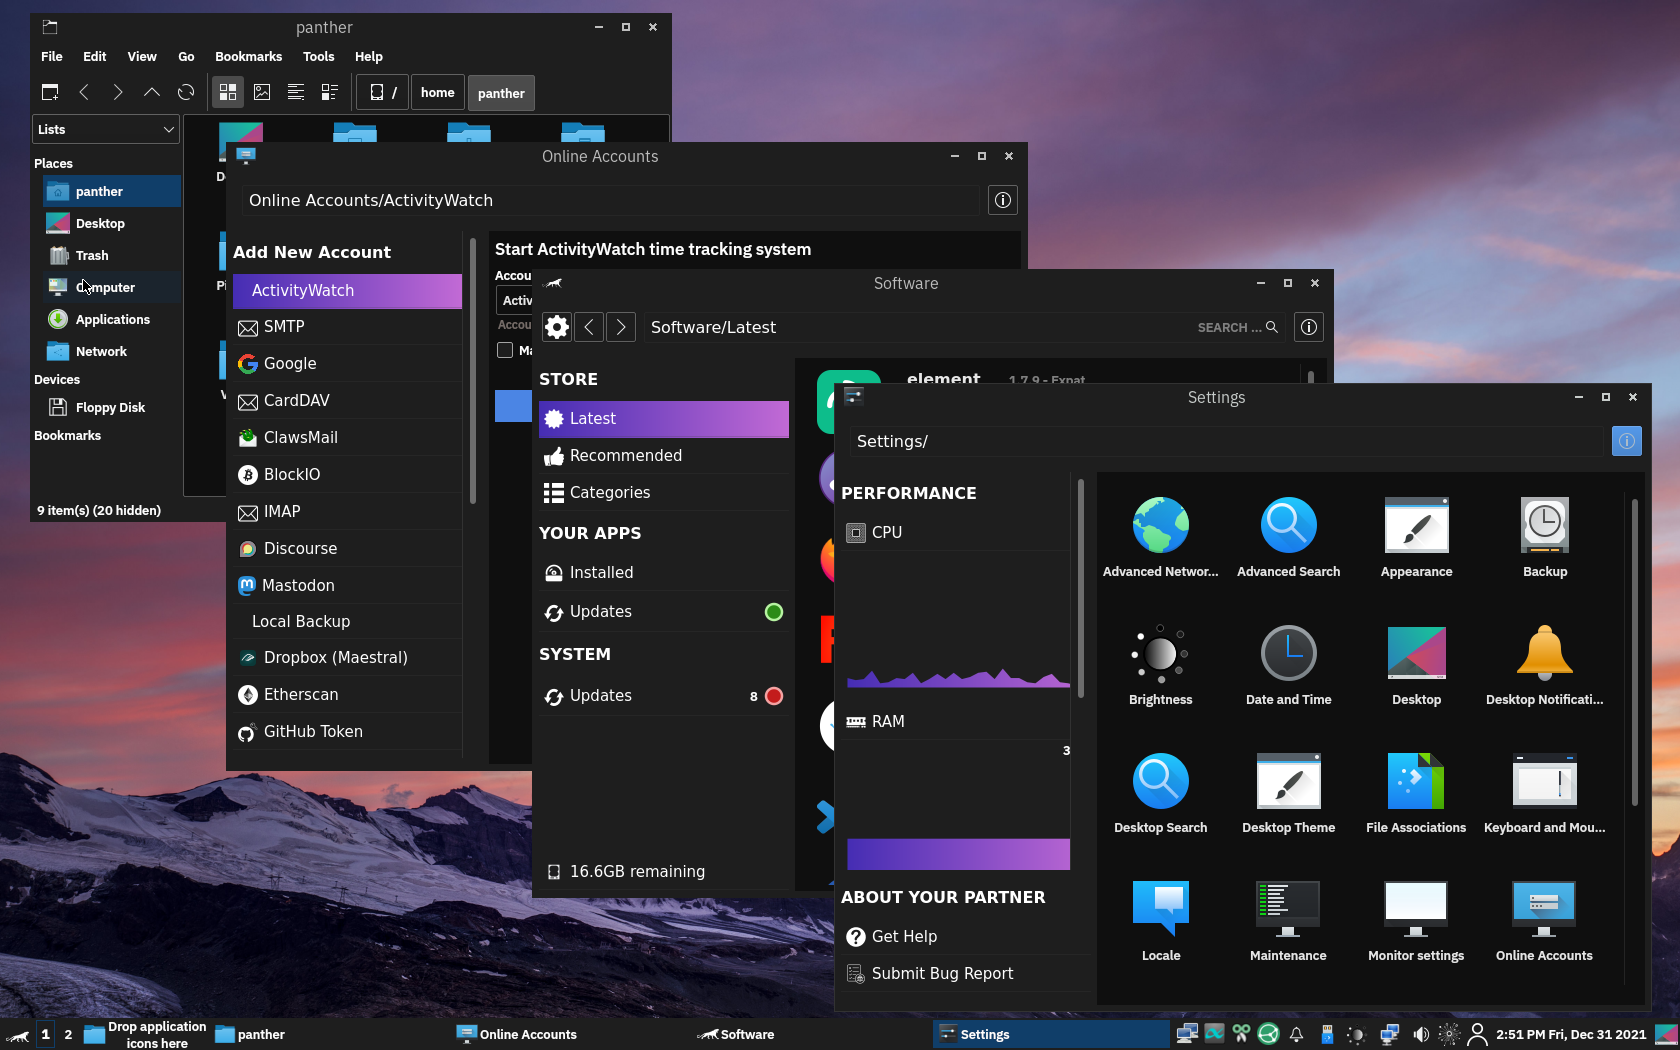 panther
File Edit View Go Bookmarks Tools Help
/ home panther
Lists
Places
panther
Desktop
Trash
Computer
Applications
Network
Devices
Floppy Disk
Bookmarks
9 item(s) (20 hidden)
Online Accounts
Online Accounts/ActivityWatch
Add New Account
ActivityWatch
SMTP
Google
CardDAV
ClawsMail
BlockIO
IMAP
Discourse
Mastodon
Local Backup
Dropbox (Maestral)
Etherscan
GitHub Token
Start ActivityWatch time tracking system
Accou
Activ
Accou
Ma
Software
Software/Latest SEARCH ...
STORE
Latest
Recommended
Categories
YOUR APPS
Installed
Updates
SYSTEM
Updates 8
16.6GB remaining
element 1.7.9 - Expat
Settings
Settings/
PERFORMANCE
CPU
RAM
3
ABOUT YOUR PARTNER
Get Help
Submit Bug Report
Advanced Networ... Advanced Search Appearance Backup
Brightness Date and Time Desktop Desktop Notificati...
Desktop Search Desktop Theme File Associations Keyboard and Mou...
Locale Maintenance Monitor settings Online Accounts
1 2 Drop application icons here panther Online Accounts Software Settings 2:51 PM Fri, Dec 31 2021